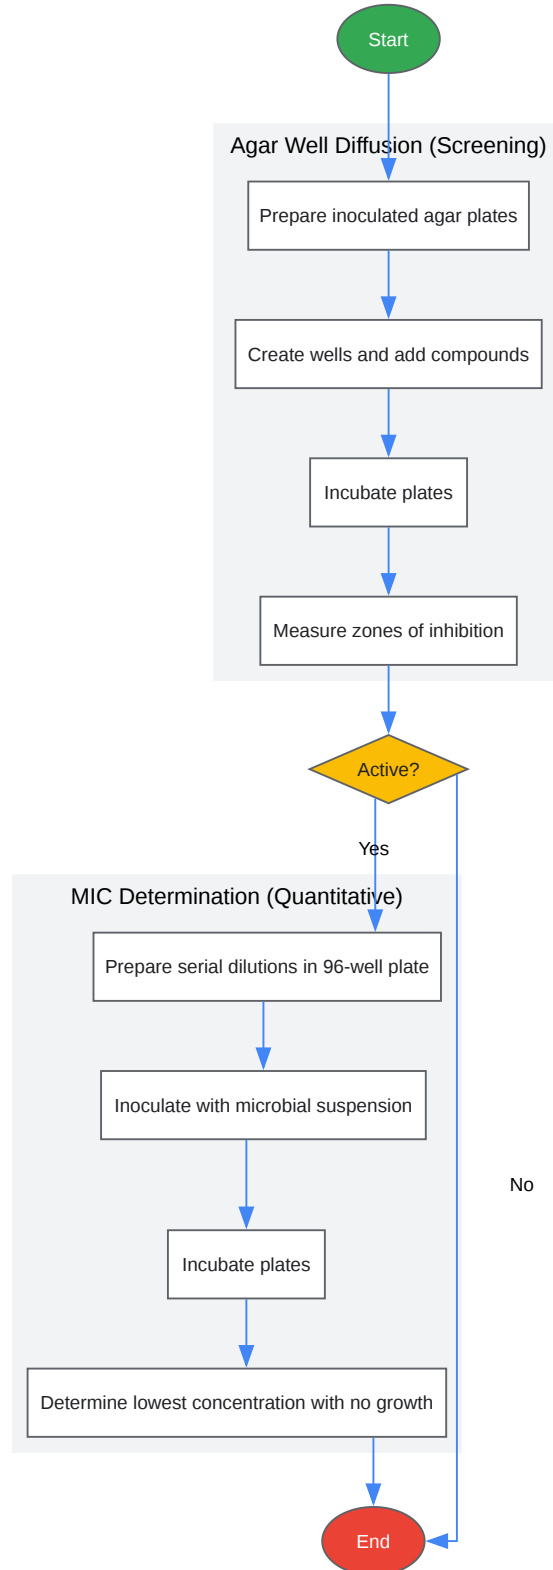 Start
Agar Well Diffusion (Screening)
Prepare inoculated agar plates
Create wells and add compounds
Incubate plates
Measure zones of inhibition
Active?
Yes
MIC Determination (Quantitative)
Prepare serial dilutions in 96-well plate
Inoculate with microbial suspension
No
Incubate plates
Determine lowest concentration with no growth
End